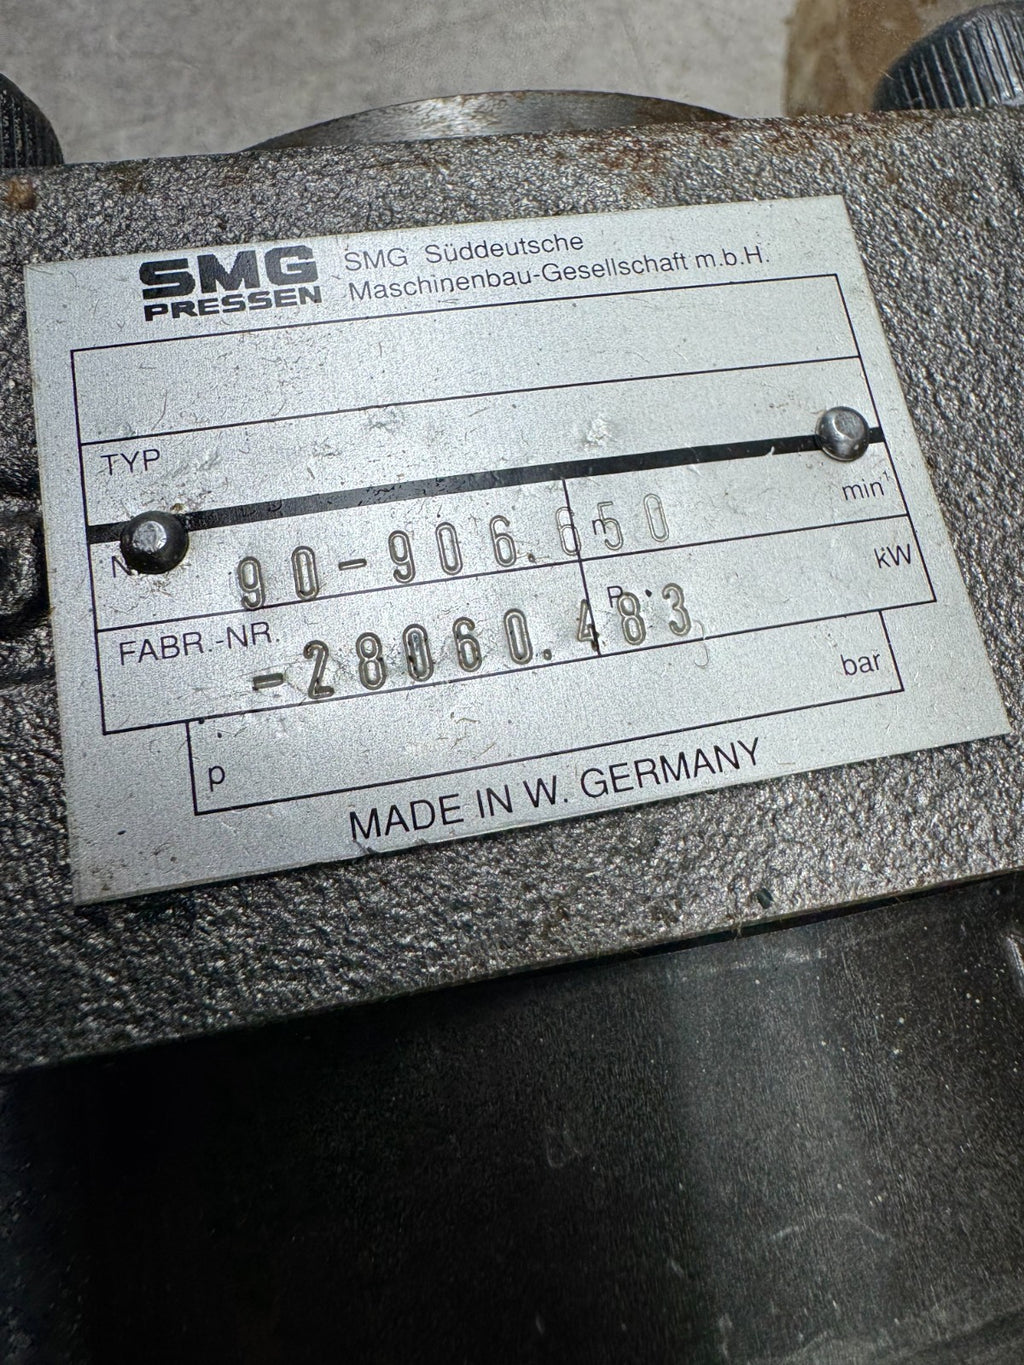 SMG
PRESSEN
SMG Süddeutsche
Maschinenbau-Gesellschaft m.b.H.
TYP
90-906.650
n
min¹
FABR.-NR.
-28060.483
P
kW
p
bar
MADE IN W. GERMANY